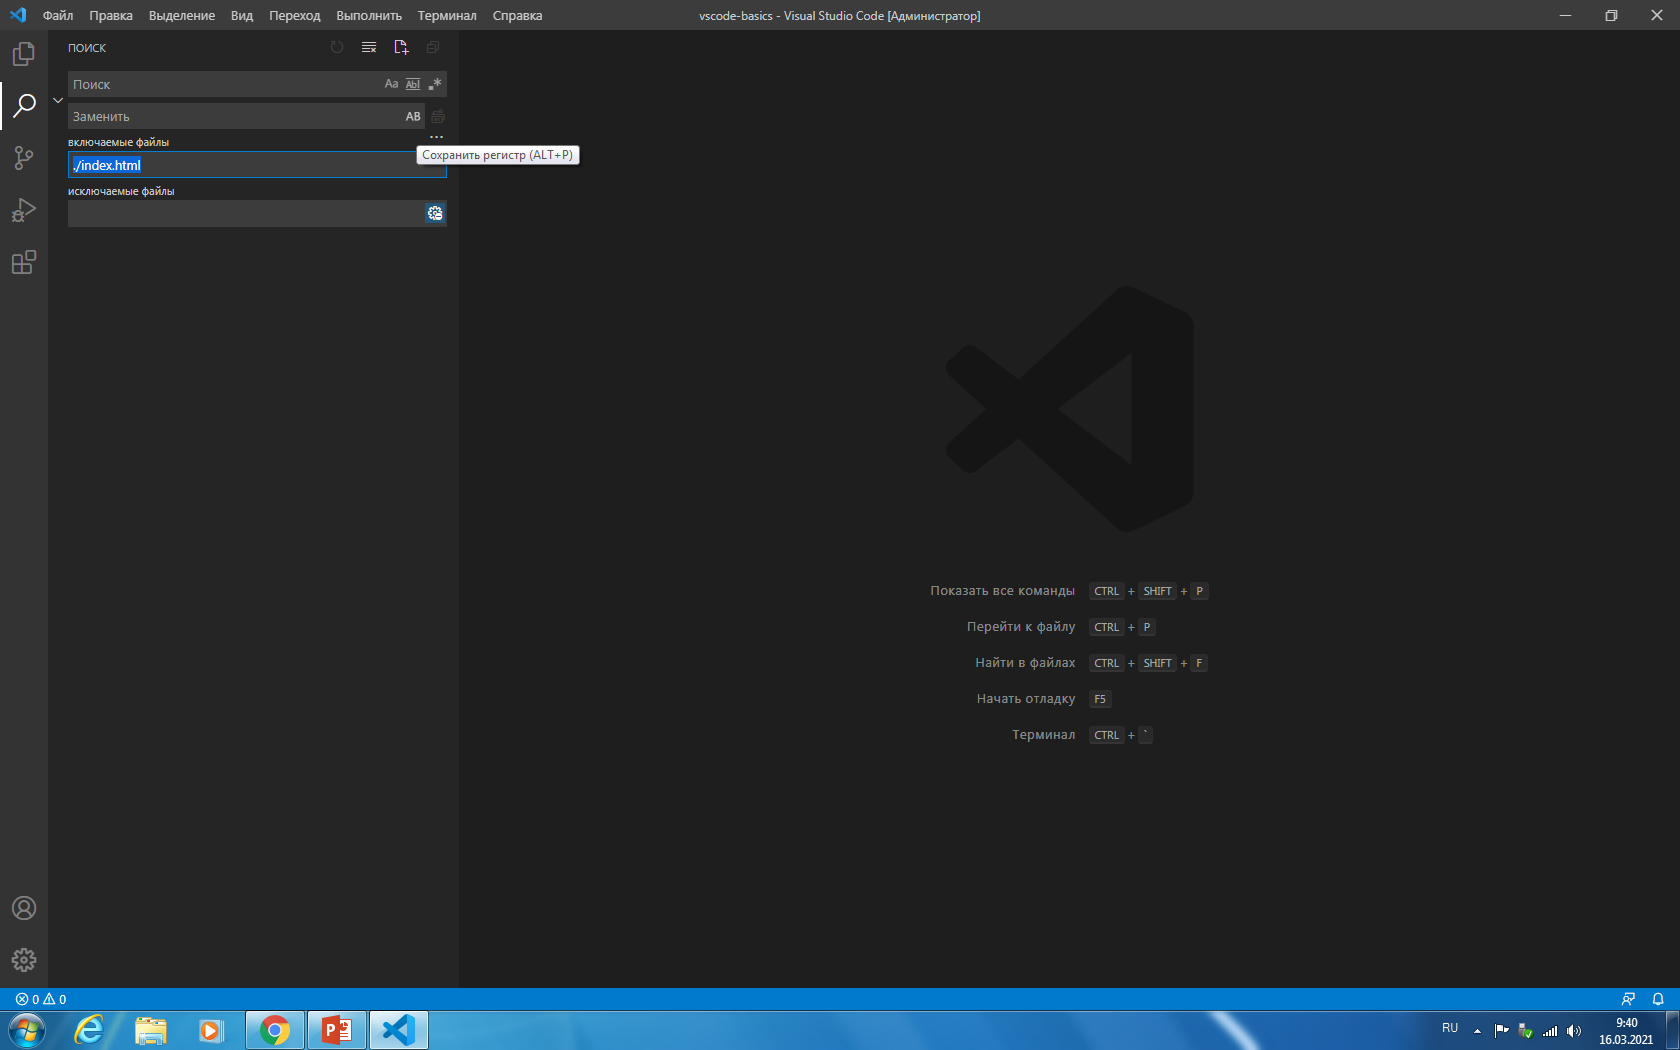 Файл Правка Выделение Вид Переход Выполнить Терминал Справка
vscode-basics - Visual Studio Code [Администратор]
ПОИСК
Поиск
Aa Abl .*
Заменить
AB
...
включаемые файлы
Сохранить регистр (ALT+P)
./index.html
исключаемые файлы
Показать все команды CTRL + SHIFT + P
Перейти к файлу CTRL + P
Найти в файлах CTRL + SHIFT + F
Начать отладку F5
Терминал CTRL + `
0 0
RU
9:40
16.03.2021